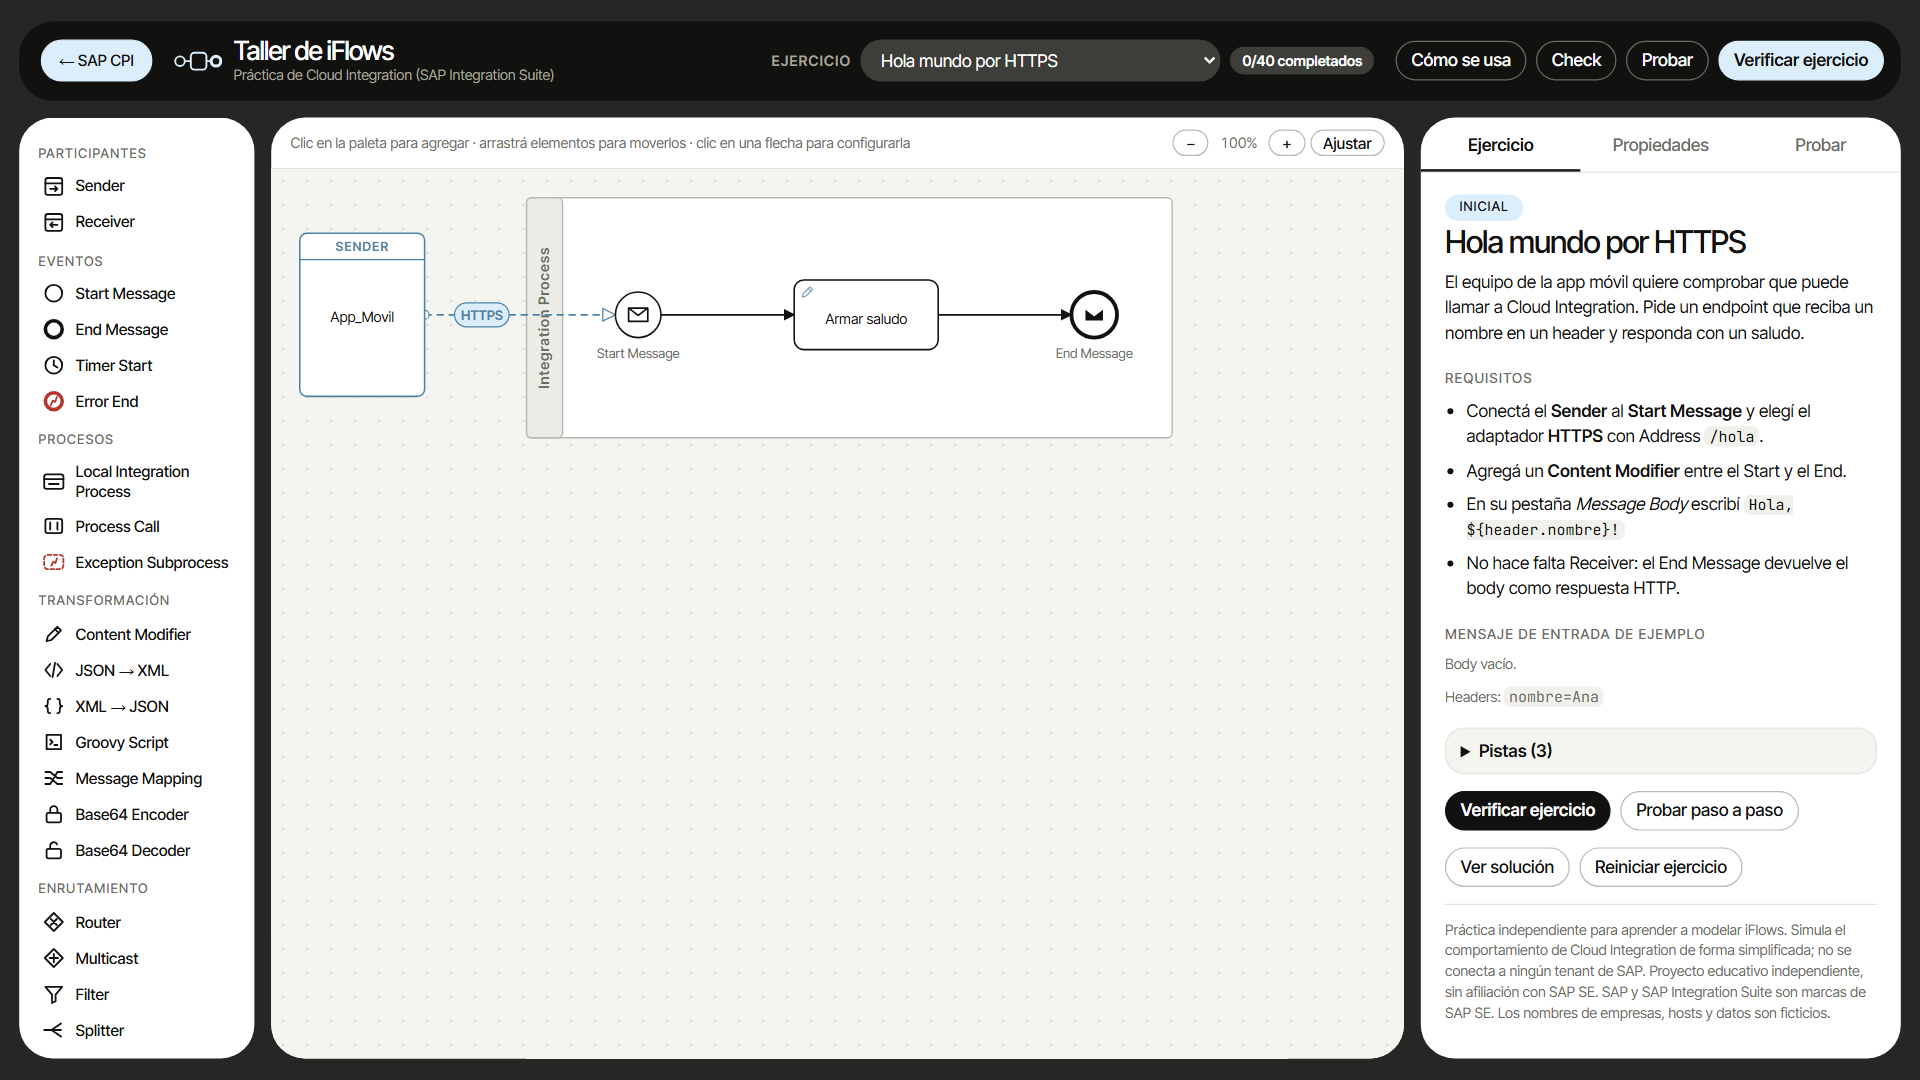 ← SAP CPI
Taller de iFlows
Práctica de Cloud Integration (SAP Integration Suite)
EJERCICIO
Hola mundo por HTTPS
0/40 completados
Cómo se usa
Check
Probar
Verificar ejercicio
PARTICIPANTES
Sender
Receiver
EVENTOS
Start Message
End Message
Timer Start
Error End
PROCESOS
Local Integration
Process
Process Call
Exception Subprocess
TRANSFORMACIÓN
Content Modifier
JSON → XML
XML → JSON
Groovy Script
Message Mapping
Base64 Encoder
Base64 Decoder
ENRUTAMIENTO
Router
Multicast
Filter
Splitter
Clic en la paleta para agregar · arrastrá elementos para moverlos · clic en una flecha para configurarla
−
100%
+
Ajustar
SENDER
App_Movil
HTTPS
Integration Process
Start Message
Armar saludo
End Message
Ejercicio
Propiedades
Probar
INICIAL
Hola mundo por HTTPS
El equipo de la app móvil quiere comprobar que puede
llamar a Cloud Integration. Pide un endpoint que reciba un
nombre en un header y responda con un saludo.
REQUISITOS
• Conectá el Sender al Start Message y elegí el
adaptador HTTPS con Address /hola.
• Agregá un Content Modifier entre el Start y el End.
• En su pestaña Message Body escribí Hola,
${header.nombre}!
• No hace falta Receiver: el End Message devuelve el
body como respuesta HTTP.
MENSAJE DE ENTRADA DE EJEMPLO
Body vacío.
Headers: nombre=Ana
▶ Pistas (3)
Verificar ejercicio
Probar paso a paso
Ver solución
Reiniciar ejercicio
Práctica independiente para aprender a modelar iFlows. Simula el
comportamiento de Cloud Integration de forma simplificada; no se
conecta a ningún tenant de SAP. Proyecto educativo independiente,
sin afiliación con SAP SE. SAP y SAP Integration Suite son marcas de
SAP SE. Los nombres de empresas, hosts y datos son ficticios.